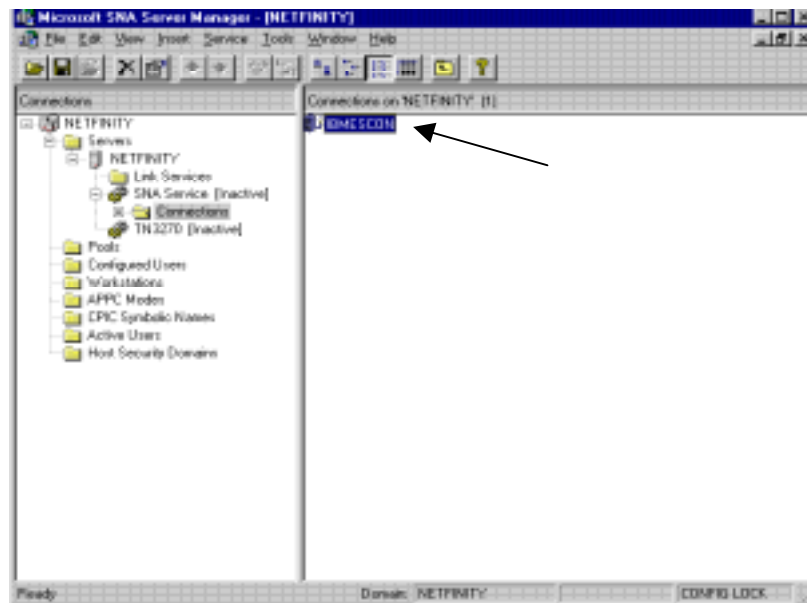 Microsoft SNA Server Manager - [NETFINITY]
File Edit View Insert Service Tools Window Help
Connections
Connections on 'NETFINITY' (1)
NETFINITY
Servers
NETFINITY
Link Services
SNA Service [Inactive]
Connections
TN3270 [Inactive]
Pools
Configured Users
Workstations
APPC Modes
CPIC Symbolic Names
Active Users
Host Security Domains
IBMESCON
Ready
Domain: NETFINITY
CONFIG LOCK